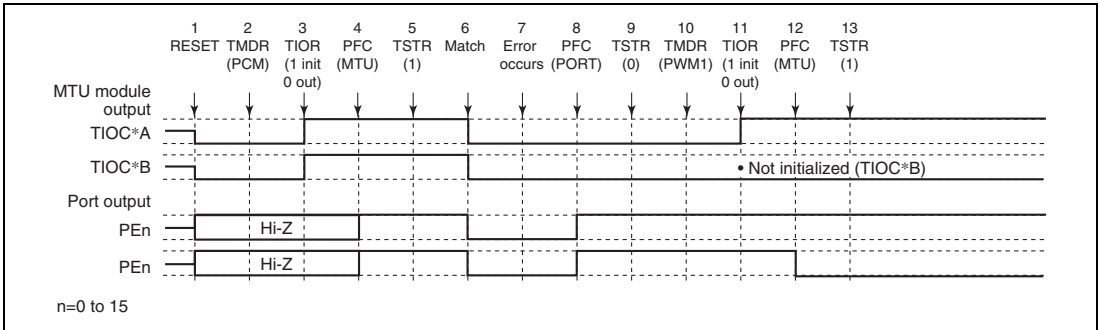 1 2 3 4 5 6 7 8 9 10 11 12 13
RESET TMDR TIOR PFC TSTR Match Error PFC TSTR TMDR TIOR PFC TSTR
(PCM) (1 init (MTU) (1) occurs (PORT) (0) (PWM1) (1 init (MTU) (1)
0 out) 0 out)
MTU module
output
TIOC*A
TIOC*B
• Not initialized (TIOC*B)
Port output
PEn
Hi-Z
PEn
Hi-Z
n=0 to 15